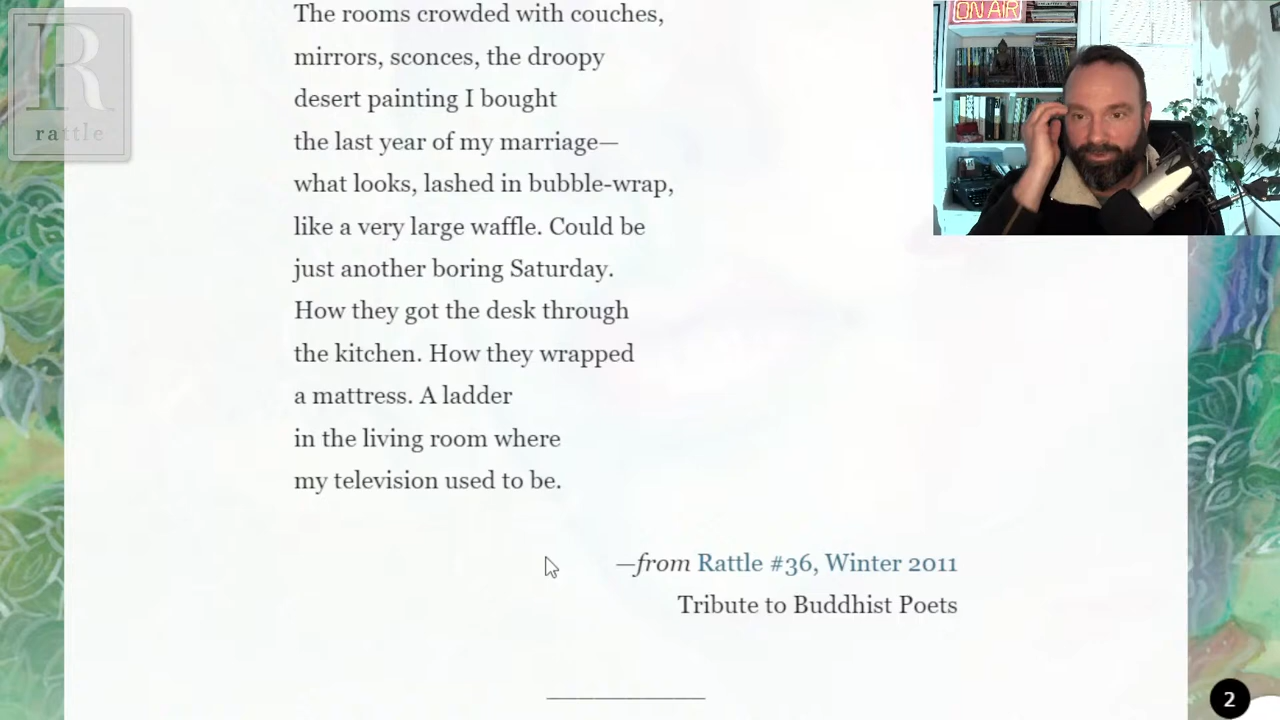 The rooms crowded with couches,
mirrors, sconces, the droopy
desert painting I bought
the last year of my marriage—
what looks, lashed in bubble-wrap,
like a very large waffle. Could be
just another boring Saturday.
How they got the desk through
the kitchen. How they wrapped
a mattress. A ladder
in the living room where
my television used to be.
—from Rattle #36, Winter 2011
Tribute to Buddhist Poets
R
rattle
ON AIR
2